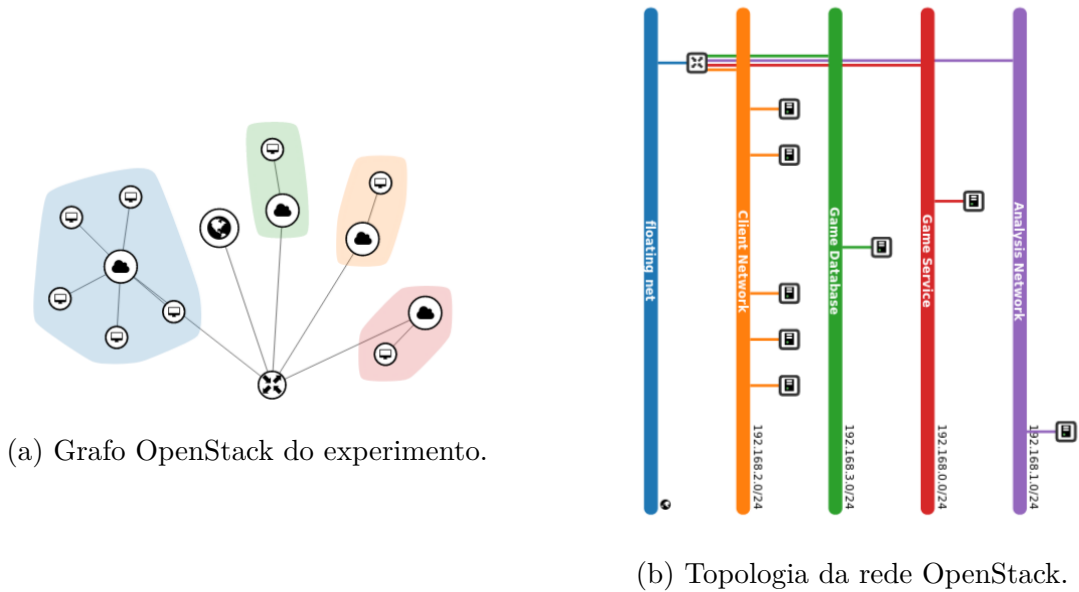 (a) Grafo OpenStack do experimento.
floating net
Client Network
192.168.2.0/24
Game Database
192.168.3.0/24
Game Service
192.168.0.0/24
Analysis Network
192.168.1.0/24
(b) Topologia da rede OpenStack.